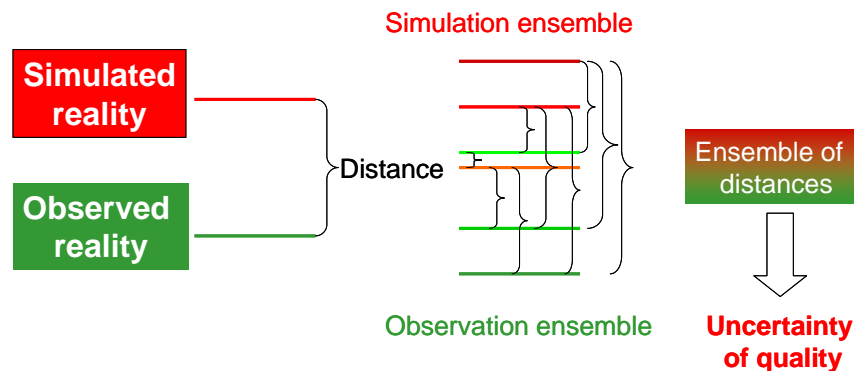 Simulation ensemble
Simulated
reality
Distance
Observed
reality
Ensemble of
distances
Observation ensemble
Uncertainty
of quality